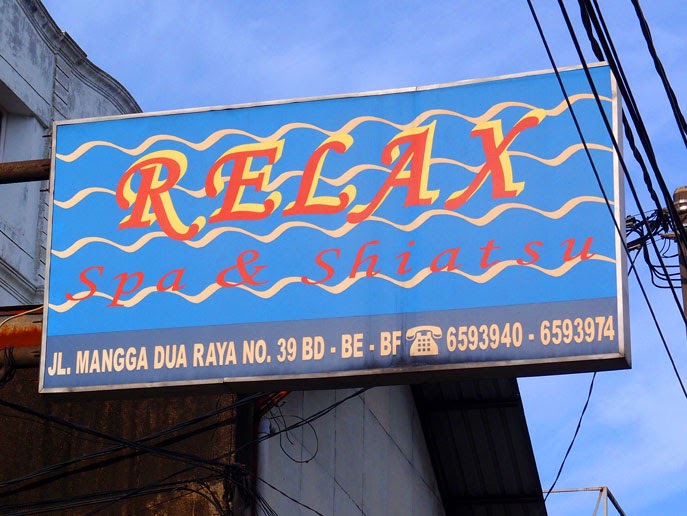 RELAX
Spa & Shiatsu
JL. MANGGA DUA RAYA NO. 39 BD - BE - BF ☎ 6593940 - 6593974